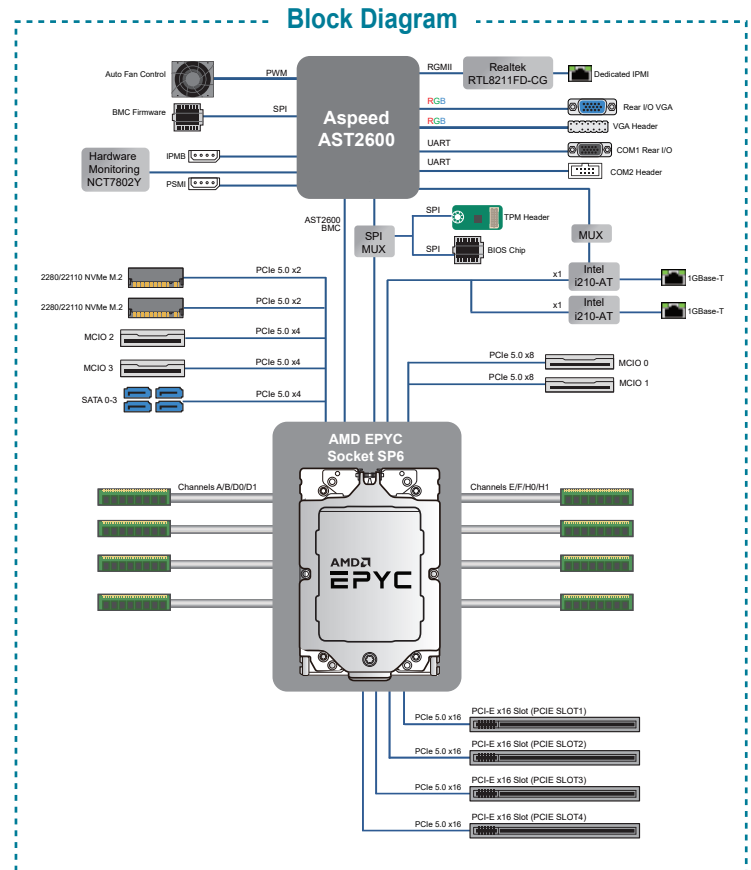 Block Diagram
Auto Fan Control
PWM
BMC Firmware
SPI
Hardware
Monitoring
NCT7802Y
IPMB
PSMI
Aspeed
AST2600
RGMII
Realtek
RTL8211FD-CG
Dedicated IPMI
RGB
Rear I/O VGA
RGB
VGA Header
UART
COM1 Rear I/O
UART
COM2 Header
AST2600
BMC
SPI
MUX
SPI
TPM Header
SPI
BIOS Chip
MUX
x1
Intel
i210-AT
1GBase-T
x1
Intel
i210-AT
1GBase-T
2280/22110 NVMe M.2
PCIe 5.0 x2
2280/22110 NVMe M.2
PCIe 5.0 x2
MCIO 2
PCIe 5.0 x4
MCIO 3
PCIe 5.0 x4
SATA 0-3
PCIe 5.0 x4
PCIe 5.0 x8
MCIO 0
PCIe 5.0 x8
MCIO 1
AMD EPYC
Socket SP6
Channels A/B/D0/D1
Channels E/F/H0/H1
AMD
EPYC
PCIe 5.0 x16
PCI-E x16 Slot (PCIE SLOT1)
PCIe 5.0 x16
PCI-E x16 Slot (PCIE SLOT2)
PCIe 5.0 x16
PCI-E x16 Slot (PCIE SLOT3)
PCIe 5.0 x16
PCI-E x16 Slot (PCIE SLOT4)